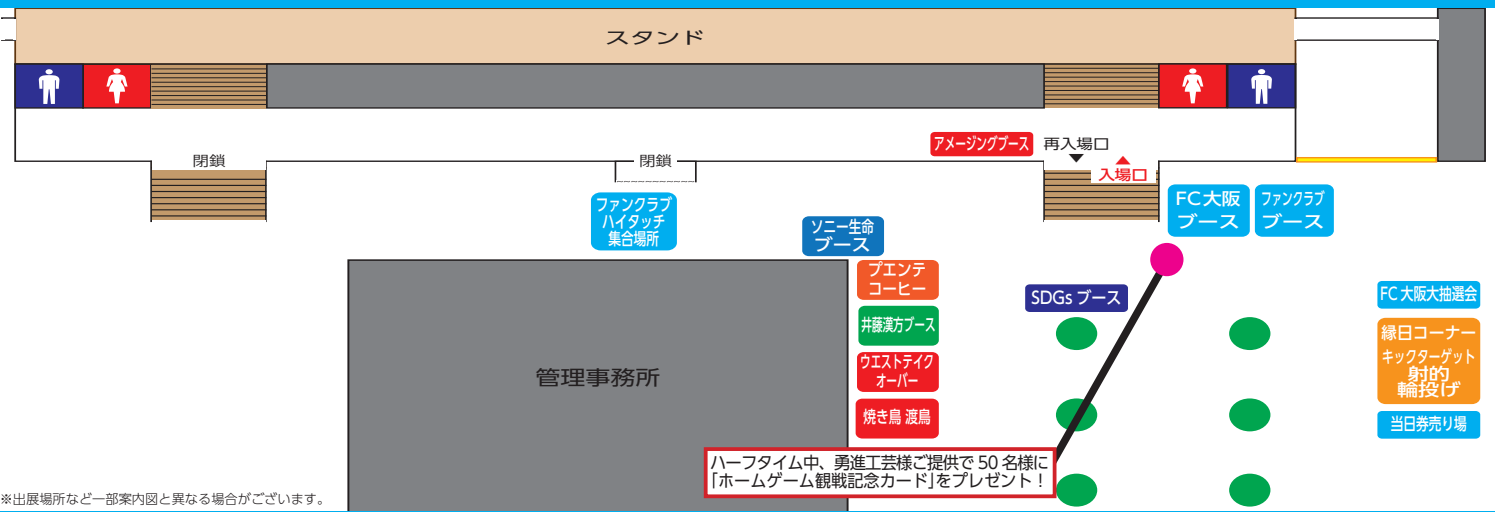 スタンド
アメージングブース
再入場口
閉鎖
閉鎖
入場口
ファンクラブ
ハイタッチ
集合場所
FC大阪
ブース
ファンクラブ
ブース
ソニー生命
ブース
プエンテ
コーヒー
SDGs ブース
FC 大阪大抽選会
井藤漢方ブース
縁日コーナー
キックターゲット
射的
輪投げ
ウエストテイク
オーバー
管理事務所
焼き鳥 渡鳥
当日券売り場
ハーフタイム中、勇進工芸様ご提供で 50 名様に
「ホームゲーム観戦記念カード」をプレゼント！
※出展場所など一部案内図と異なる場合がございます。